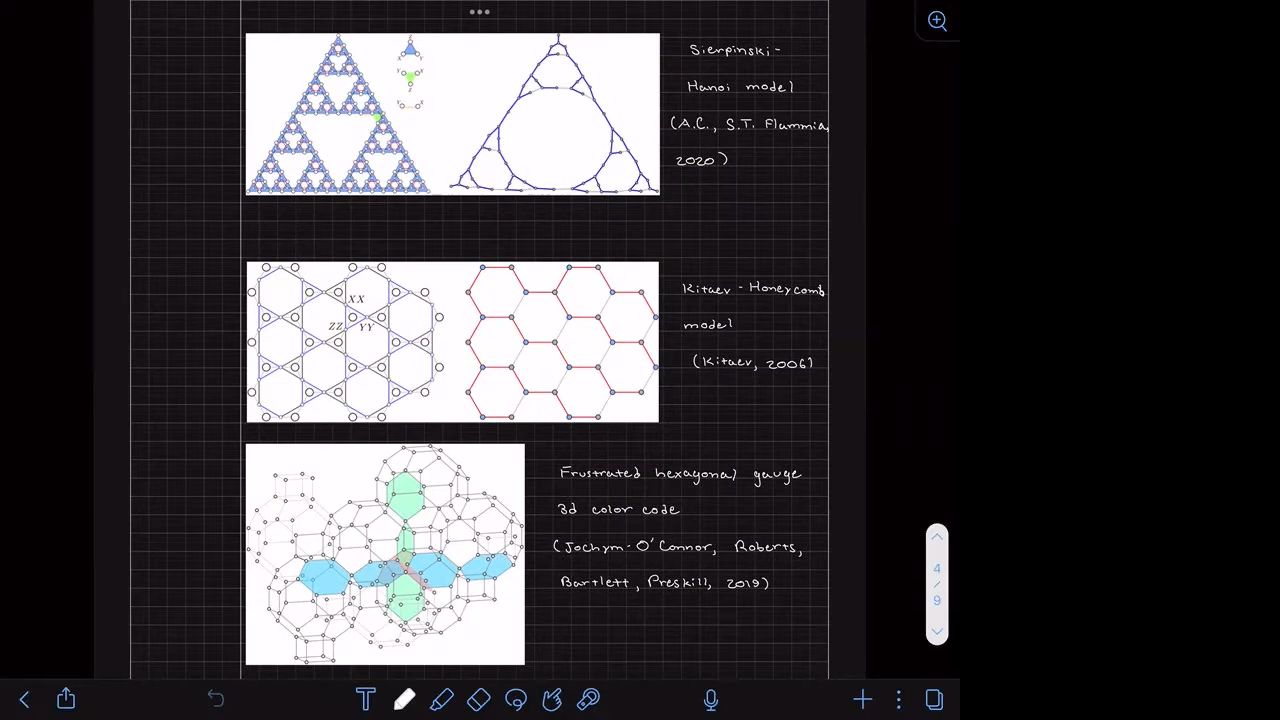 Sierpinski-
Hanoi model
(A.C., S.T. Flammia,
2020)
XX
ZZ
YY
Kitaev - Honeycomb
model
(Kitaev, 2006)
Frustrated hexagonal gauge
3d color code
(Jochym-O'Connor, Roberts,
Bartlett, Preskill, 2019)
4
/
9
T